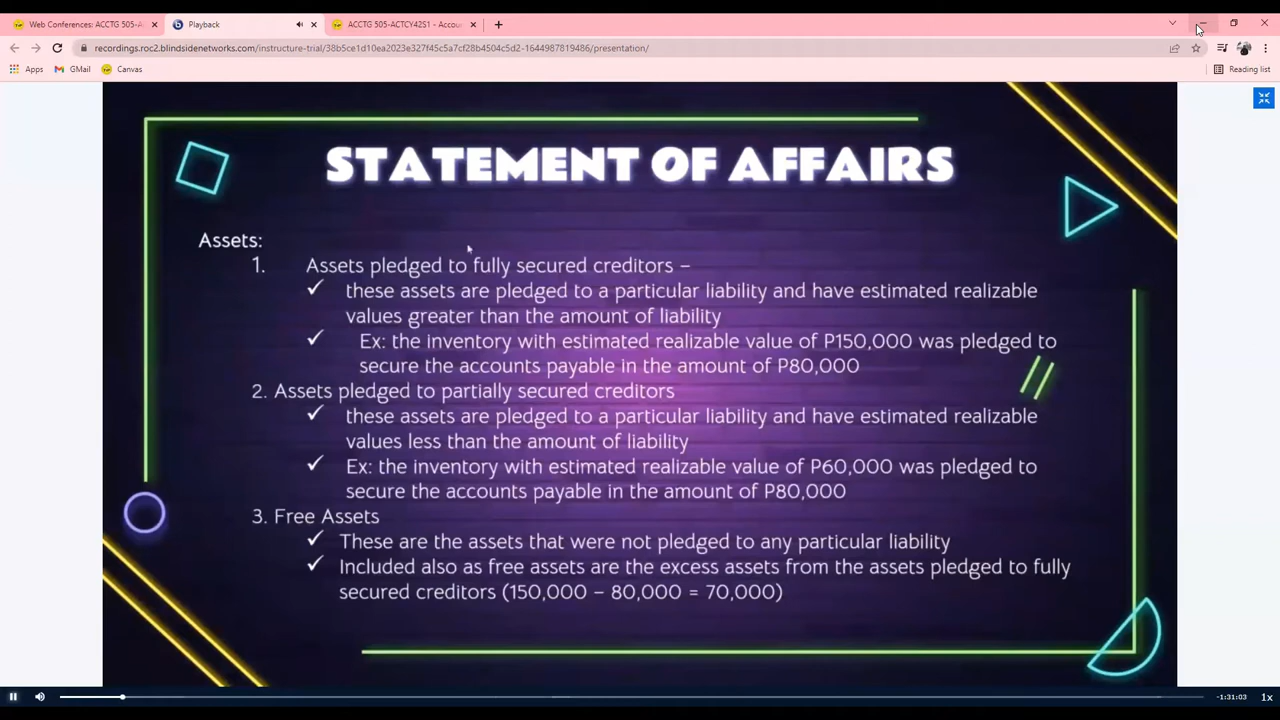 Web Conferences: ACCTG 505-A
Playback
ACCTG 505-ACTCY42S1 - Accou
recordings.roc2.blindsidenetworks.com/instructure-trial/38b5ce1d10ea2023e327f45c5a7cf28b4504c5d2-1644987819486/presentation/
Apps
GMail
Canvas
Reading list
STATEMENT OF AFFAIRS
Assets:
1. Assets pledged to fully secured creditors –
✓ these assets are pledged to a particular liability and have estimated realizable
values greater than the amount of liability
✓ Ex: the inventory with estimated realizable value of P150,000 was pledged to
secure the accounts payable in the amount of P80,000
2. Assets pledged to partially secured creditors
✓ these assets are pledged to a particular liability and have estimated realizable
values less than the amount of liability
✓ Ex: the inventory with estimated realizable value of P60,000 was pledged to
secure the accounts payable in the amount of P80,000
3. Free Assets
✓ These are the assets that were not pledged to any particular liability
✓ Included also as free assets are the excess assets from the assets pledged to fully
secured creditors (150,000 – 80,000 = 70,000)
-1:31:03
1x